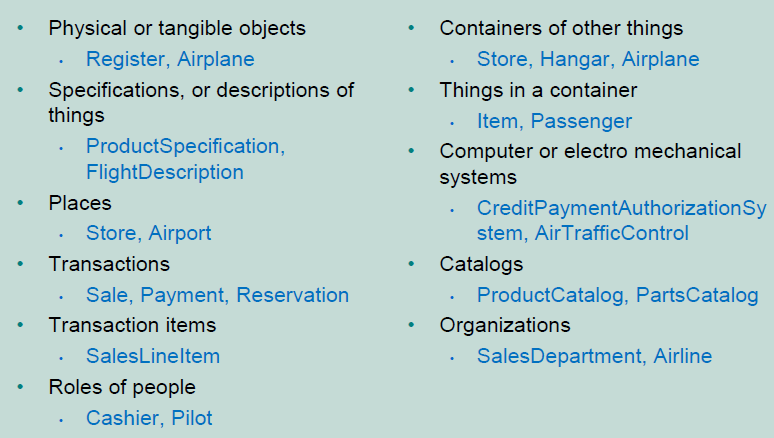 • Physical or tangible objects
• Register, Airplane
• Specifications, or descriptions of
things
• ProductSpecification,
FlightDescription
• Places
• Store, Airport
• Transactions
• Sale, Payment, Reservation
• Transaction items
• SalesLineItem
• Roles of people
• Cashier, Pilot
• Containers of other things
• Store, Hangar, Airplane
• Things in a container
• Item, Passenger
• Computer or electro mechanical
systems
• CreditPaymentAuthorizationSy
stem, AirTrafficControl
• Catalogs
• ProductCatalog, PartsCatalog
• Organizations
• SalesDepartment, Airline